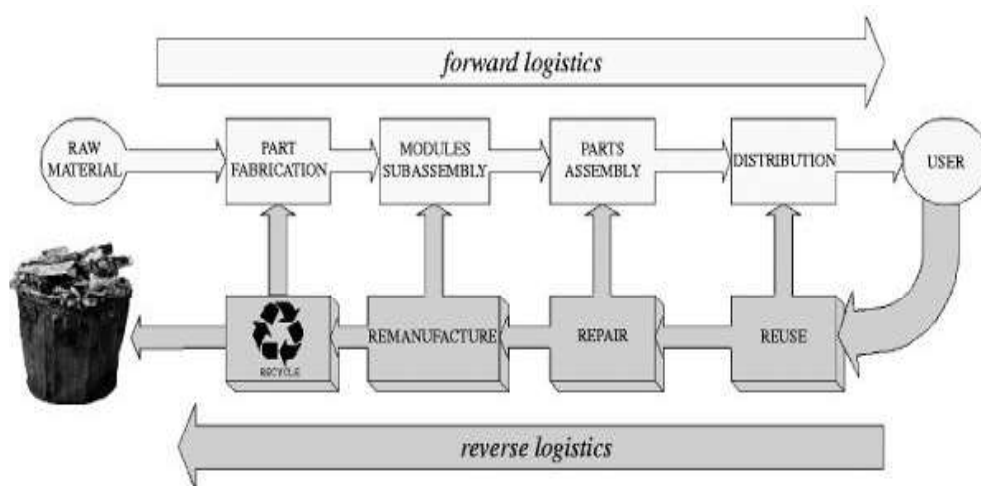 forward logistics
RAW
MATERIAL
PART
FABRICATION
MODULES
SUBASSEMBLY
PARTS
ASSEMBLY
DISTRIBUTION
USER
RECYCLE
REMANUFACTURE
REPAIR
REUSE
reverse logistics